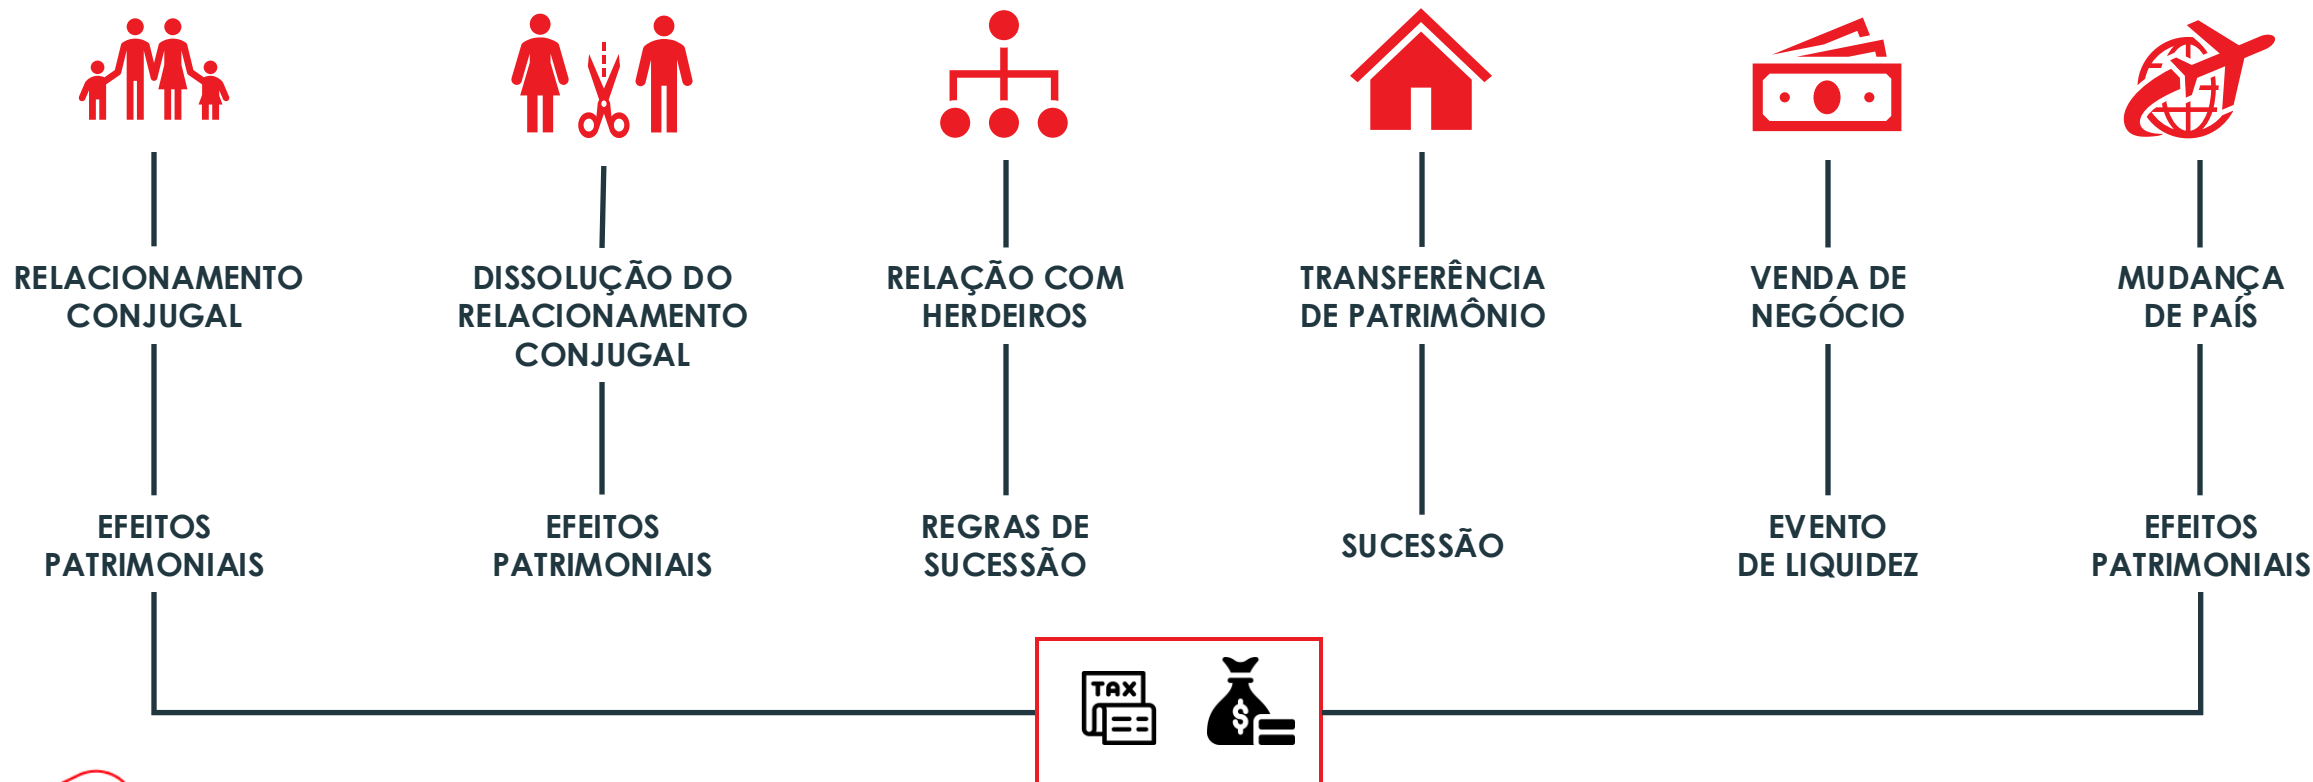 RELACIONAMENTO
CONJUGAL
DISSOLUÇÃO DO
RELACIONAMENTO
CONJUGAL
RELAÇÃO COM
HERDEIROS
TRANSFERÊNCIA
DE PATRIMÔNIO
VENDA DE
NEGÓCIO
MUDANÇA
DE PAÍS
EFEITOS
PATRIMONIAIS
EFEITOS
PATRIMONIAIS
REGRAS DE
SUCESSÃO
SUCESSÃO
EVENTO
DE LIQUIDEZ
EFEITOS
PATRIMONIAIS
TAX
$